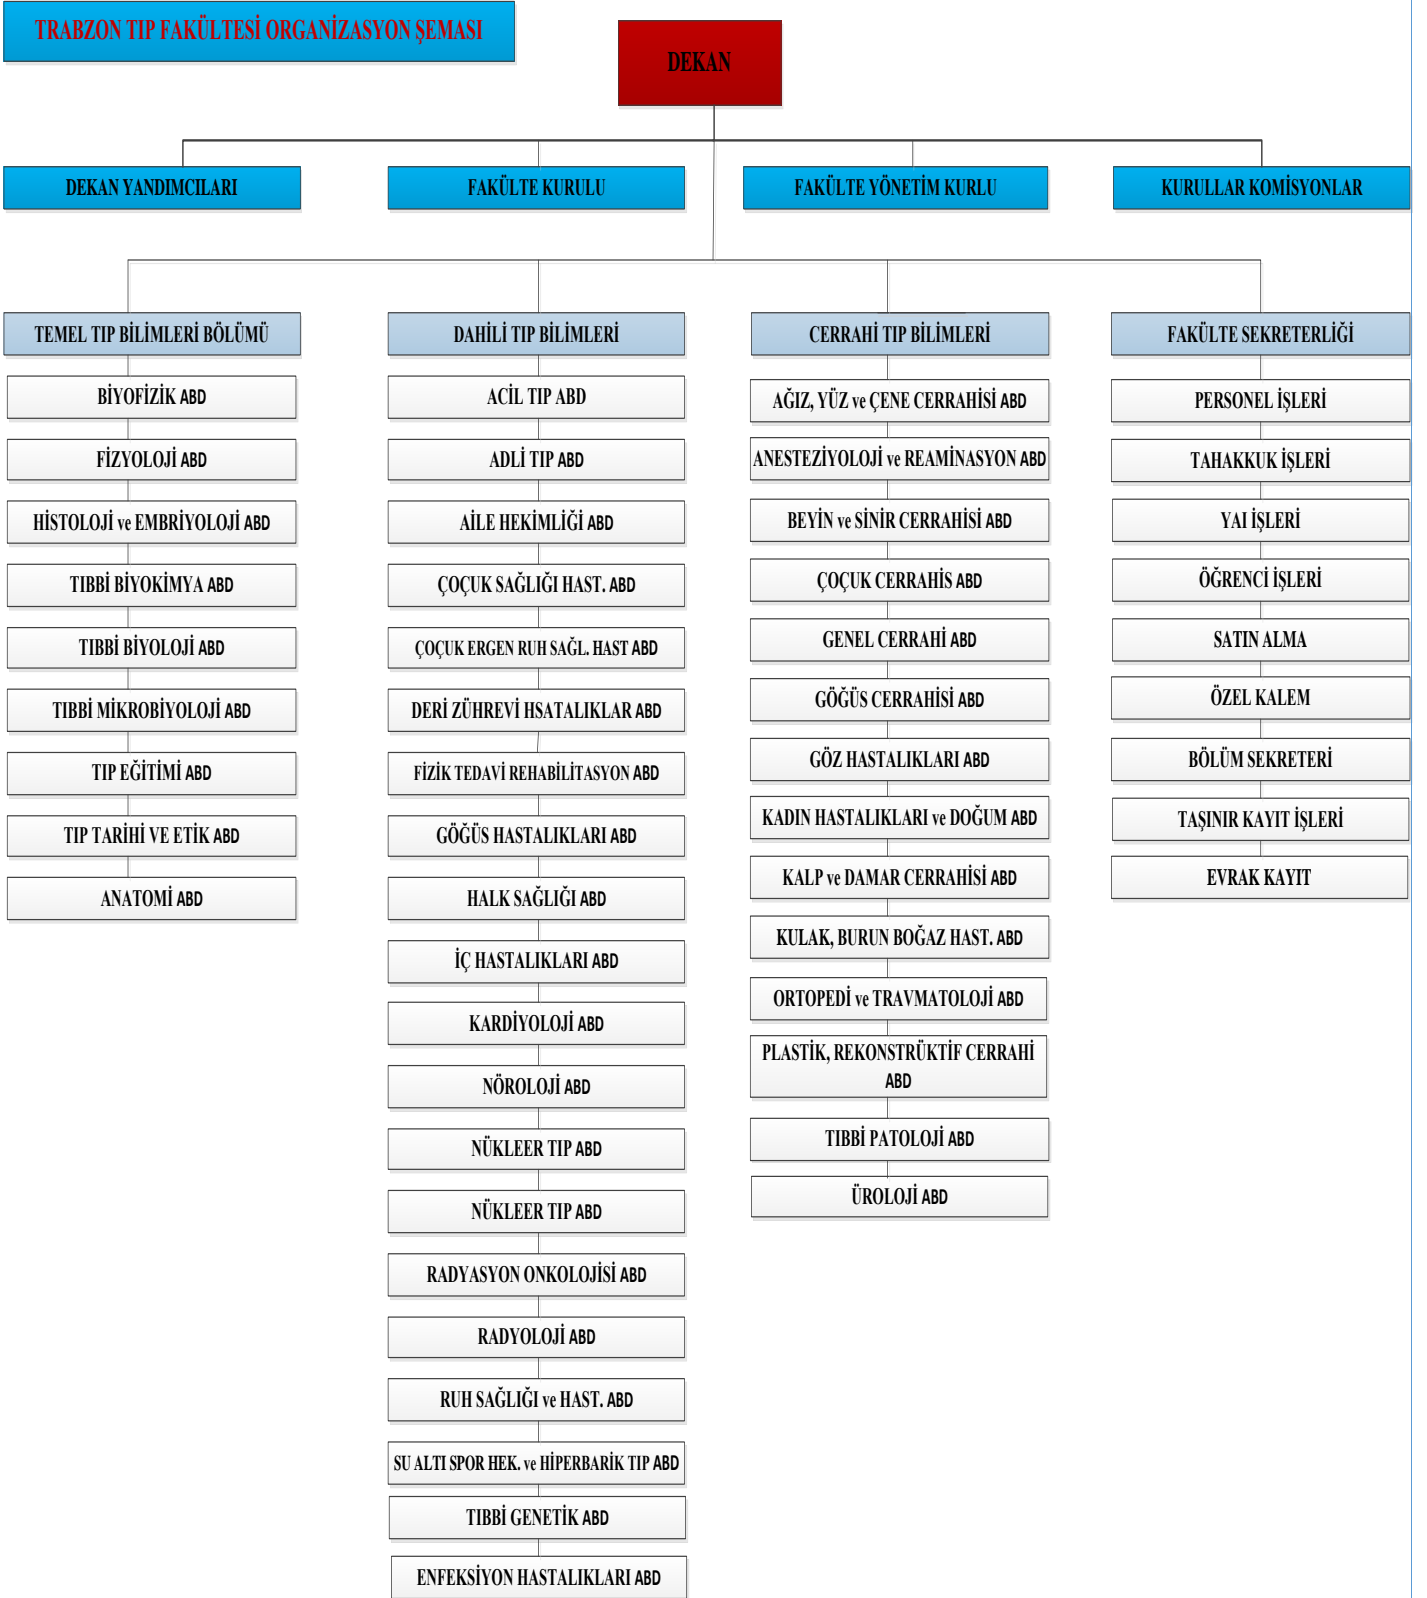 TRABZON TIP FAKÜLTESİ ORGANİZASYON ŞEMASI
DEKAN
DEKAN YANDIMCILARI
FAKÜLTE KURULU
FAKÜLTE YÖNETİM KURLU
KURULLAR KOMİSYONLAR
TEMEL TIP BİLİMLERİ BÖLÜMÜ
BİYOFİZİK ABD
FİZYOLOJİ ABD
HİSTOLOJİ ve EMBRİYOLOJİ ABD
TIBBİ BİYOKİMYA ABD
TIBBİ BİYOLOJİ ABD
TIBBİ MİKROBİYOLOJİ ABD
TIP EĞİTİMİ ABD
TIP TARİHİ VE ETİK ABD
ANATOMİ ABD
DAHİLİ TIP BİLİMLERİ
ACİL TIP ABD
ADLİ TIP ABD
AİLE HEKİMLİĞİ ABD
ÇOÇUK SAĞLIĞI HAST. ABD
ÇOÇUK ERGEN RUH SAĞL. HAST ABD
DERİ ZÜHREVİ HSATALIKLAR ABD
FİZİK TEDAVİ REHABİLİTASYON ABD
GÖĞÜS HASTALIKLARI ABD
HALK SAĞLIĞI ABD
İÇ HASTALIKLARI ABD
KARDİYOLOJİ ABD
NÖROLOJİ ABD
NÜKLEER TIP ABD
NÜKLEER TIP ABD
RADYASYON ONKOLOJİSİ ABD
RADYOLOJİ ABD
RUH SAĞLIĞI ve HAST. ABD
SU ALTI SPOR HEK. ve HİPERBARİK TIP ABD
TIBBİ GENETİK ABD
ENFEKSİYON HASTALIKLARI ABD
CERRAHİ TIP BİLİMLERİ
AĞIZ, YÜZ ve ÇENE CERRAHİSİ ABD
ANESTEZİYOLOJİ ve REAMİNASYON ABD
BEYİN ve SİNİR CERRAHİSİ ABD
ÇOÇUK CERRAHİS ABD
GENEL CERRAHİ ABD
GÖĞÜS CERRAHİSİ ABD
GÖZ HASTALIKLARI ABD
KADIN HASTALIKLARI ve DOĞUM ABD
KALP ve DAMAR CERRAHİSİ ABD
KULAK, BURUN BOĞAZ HAST. ABD
ORTOPEDİ ve TRAVMATOLOJİ ABD
PLASTİK, REKONSTRÜKTİF CERRAHİ
ABD
TIBBİ PATOLOJİ ABD
ÜROLOJİ ABD
FAKÜLTE SEKRETERLİĞİ
PERSONEL İŞLERİ
TAHAKKUK İŞLERİ
YAI İŞLERİ
ÖĞRENCİ İŞLERİ
SATIN ALMA
ÖZEL KALEM
BÖLÜM SEKRETERİ
TAŞINIR KAYIT İŞLERİ
EVRAK KAYIT